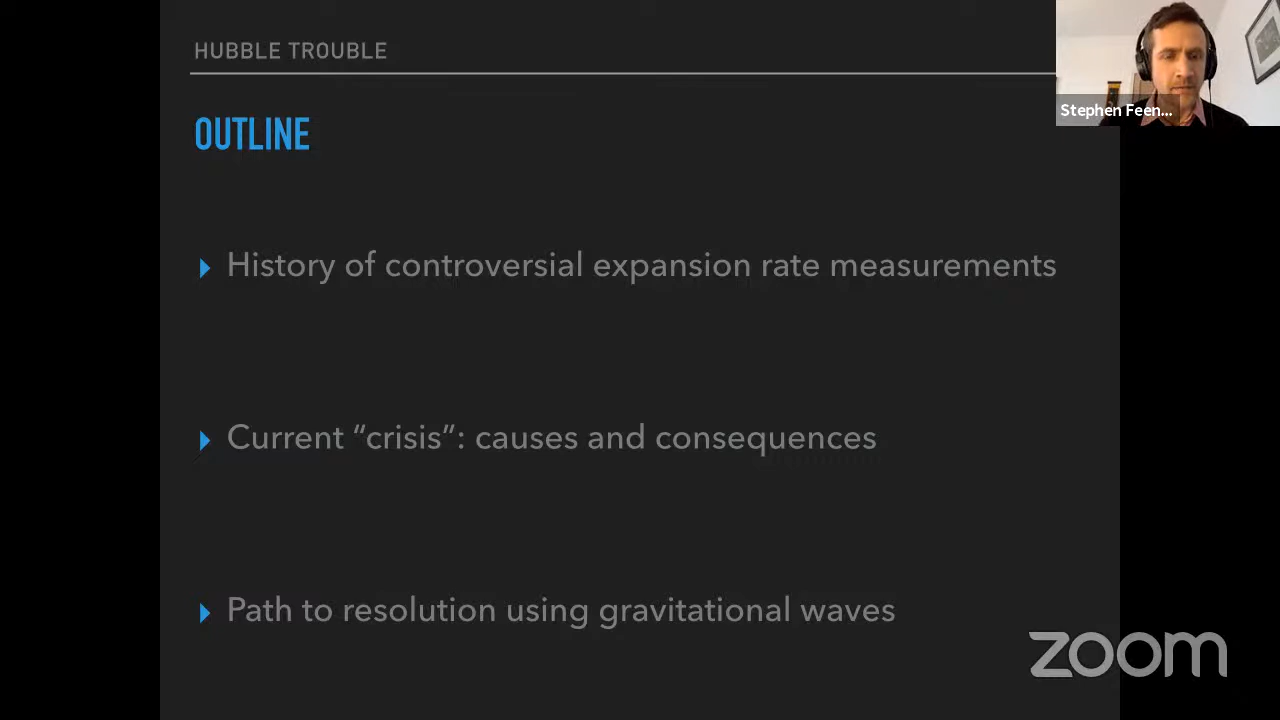 HUBBLE TROUBLE
Stephen Feen...
OUTLINE
History of controversial expansion rate measurements
Current “crisis”: causes and consequences
Path to resolution using gravitational waves
zoom